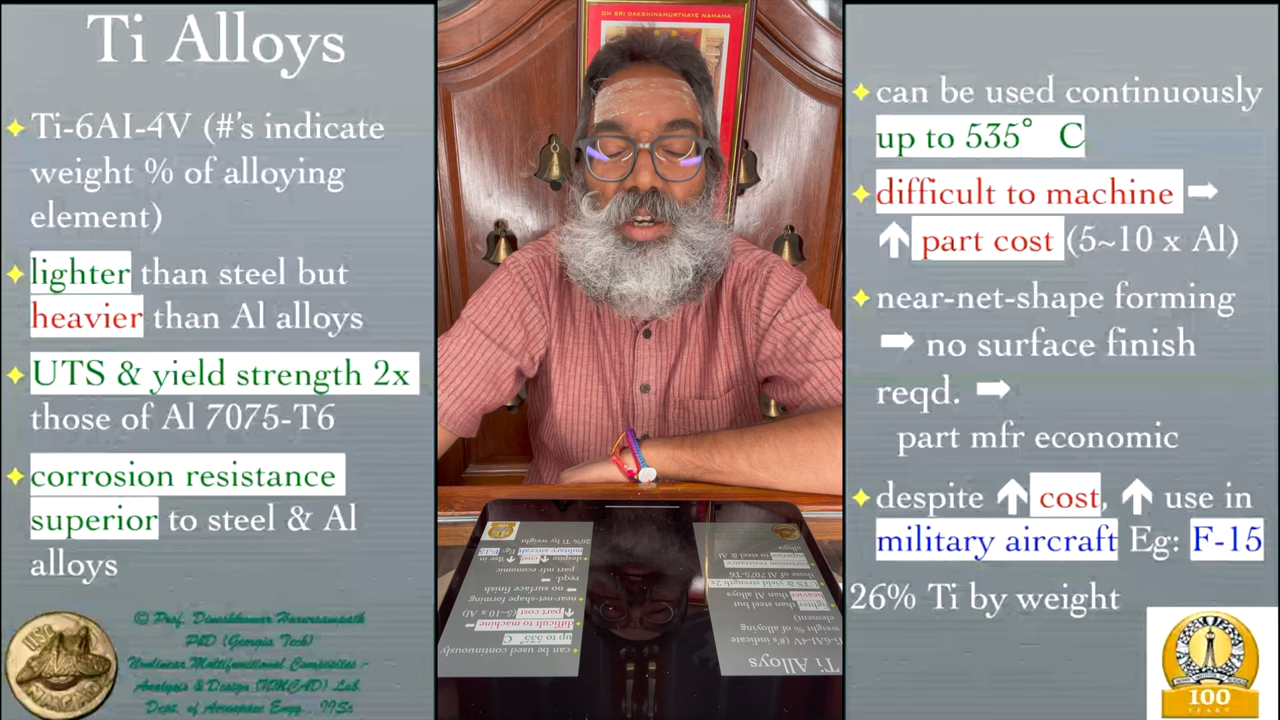 OM SRI DAKSHINAMURTHAYE NAMAHA
Ti Alloys
Ti-6AI-4V (#'s indicate
weight % of alloying
element)
lighter than steel but
heavier than Al alloys
UTS & yield strength 2x
those of Al 7075-T6
corrosion resistance
superior to steel & Al
alloys
© Prof. Dineshkumar Harursampath
PhD (Georgia Tech)
Nonlinear Multifunctional Composites -
Analysis & Design (NMCAD) Lab.
Dept. of Aerospace Engg., IISc
can be used continuously
up to 535° C
difficult to machine ➡
⬆ part cost (5~10 x Al)
near-net-shape forming
➡ no surface finish
reqd. ➡
part mfr economic
despite ⬆ cost, ⬆ use in
military aircraft Eg: F-15
26% Ti by weight
100
YEARS